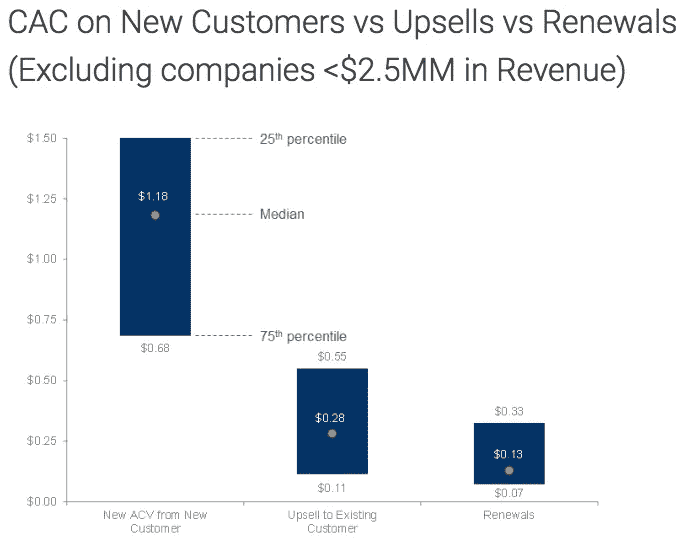 CAC on New Customers vs Upsells vs Renewals
(Excluding companies <$2.5MM in Revenue)
$1.50
25th percentile
$1.25
$1.18
Median
$1.00
$0.75
75th percentile
$0.68
$0.55
$0.50
$0.28
$0.33
$0.25
$0.13
$0.11
$0.07
$0.00
New ACV from New
Customer
Upsell to Existing
Customer
Renewals